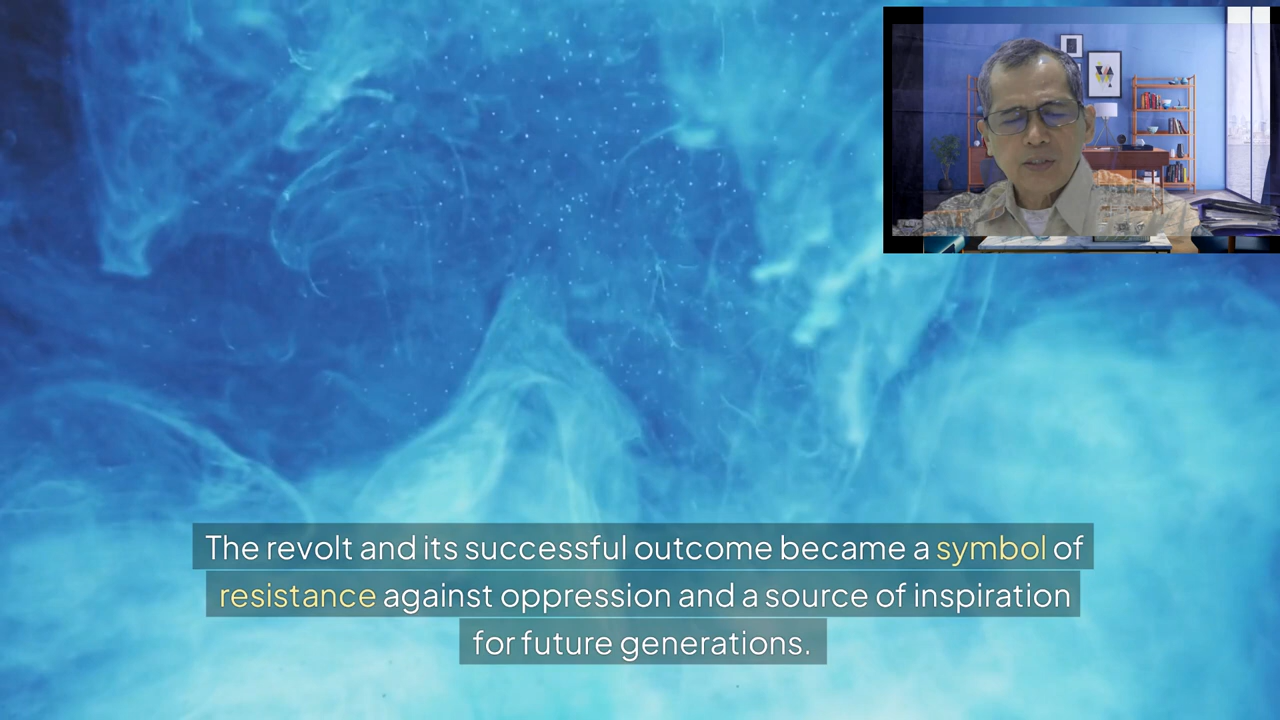 The revolt and its successful outcome became a symbol of
resistance against oppression and a source of inspiration
for future generations.